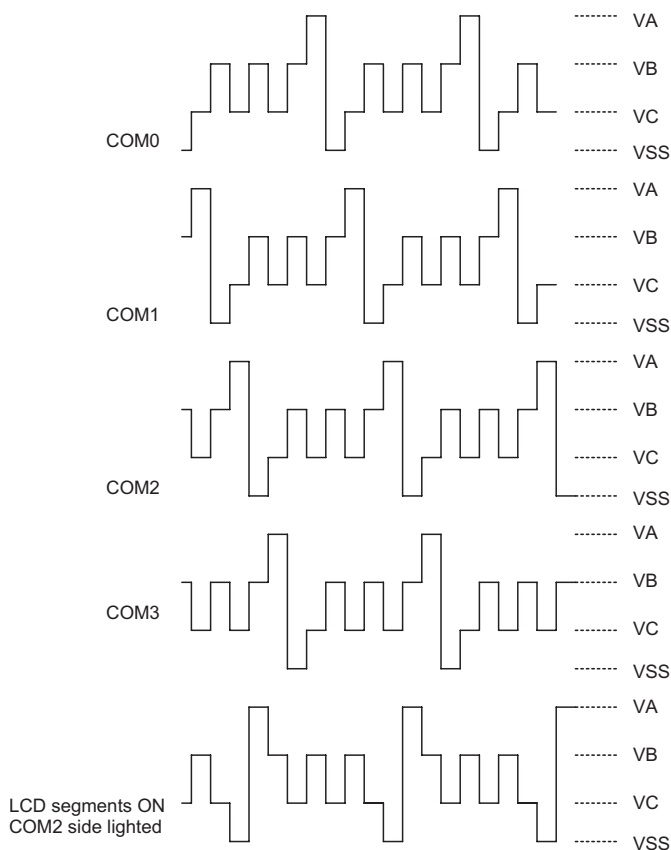 VA
VB
VC
COM0
VSS
VA
VB
VC
COM1
VSS
VA
VB
VC
COM2
VSS
VA
VB
COM3
VC
VSS
VA
VB
LCD segments ON
VC
COM2 side lighted
VSS